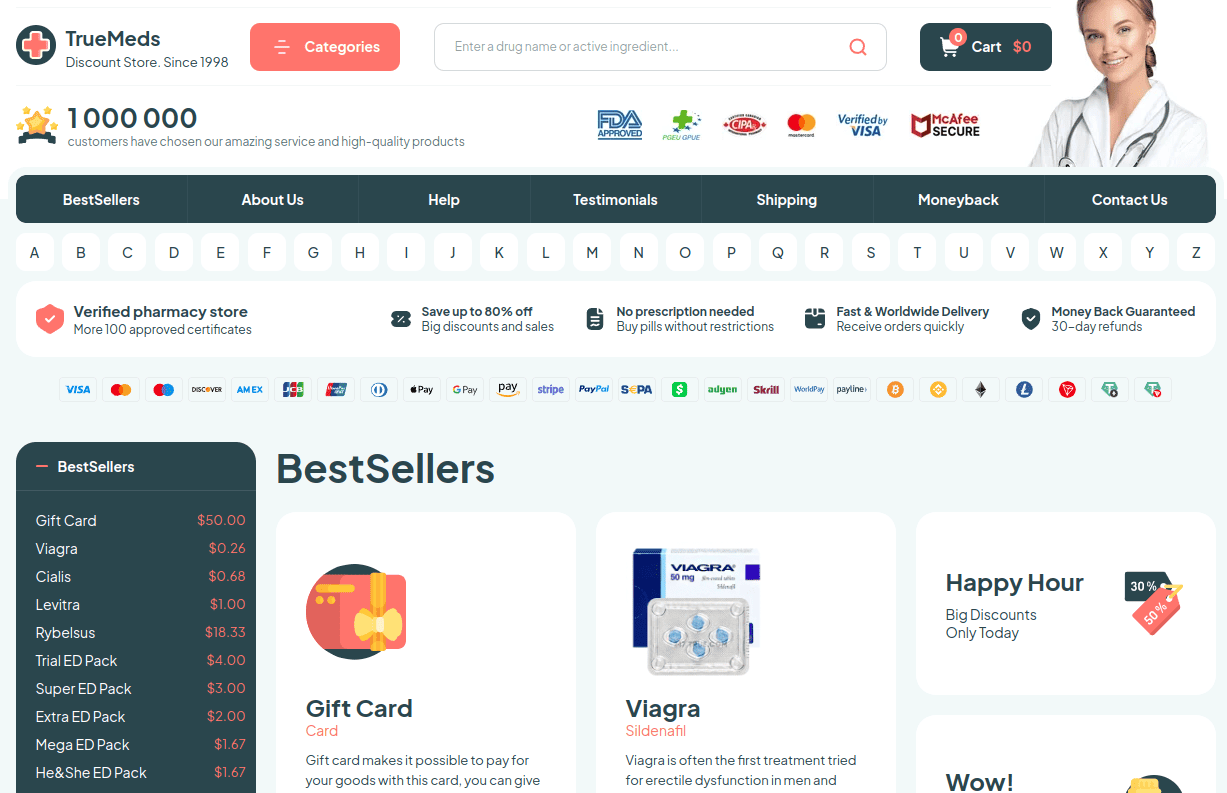 TrueMeds
Discount Store. Since 1998
Categories
Enter a drug name or active ingredient...
0
Cart $0
1 000 000
customers have chosen our amazing service and high-quality products
FDA
APPROVED
PGEU GPUE
CIPA
mastercard
Verified by
VISA
McAfee
SECURE
BestSellers
About Us
Help
Testimonials
Shipping
Moneyback
Contact Us
A B C D E F G H I J K L M N O P Q R S T U V W X Y Z
Verified pharmacy store
More 100 approved certificates
Save up to 80% off
Big discounts and sales
No prescription needed
Buy pills without restrictions
Fast & Worldwide Delivery
Receive orders quickly
Money Back Guaranteed
30-day refunds
VISA DISCOVER AMEX JCB Pay G Pay pay stripe PayPal SEPA adyen Skrill WorldPay payline
BestSellers
Gift Card $50.00
Viagra $0.26
Cialis $0.68
Levitra $1.00
Rybelsus $18.33
Trial ED Pack $4.00
Super ED Pack $3.00
Extra ED Pack $2.00
Mega ED Pack $1.67
He&She ED Pack $1.67
BestSellers
Gift Card
Card
Gift card makes it possible to pay for
your goods with this card, you can give
VIAGRA
50 mg
Viagra
Sildenafil
Viagra is often the first treatment tried
for erectile dysfunction in men and
Happy Hour
Big Discounts
Only Today
30%
50%
Wow!